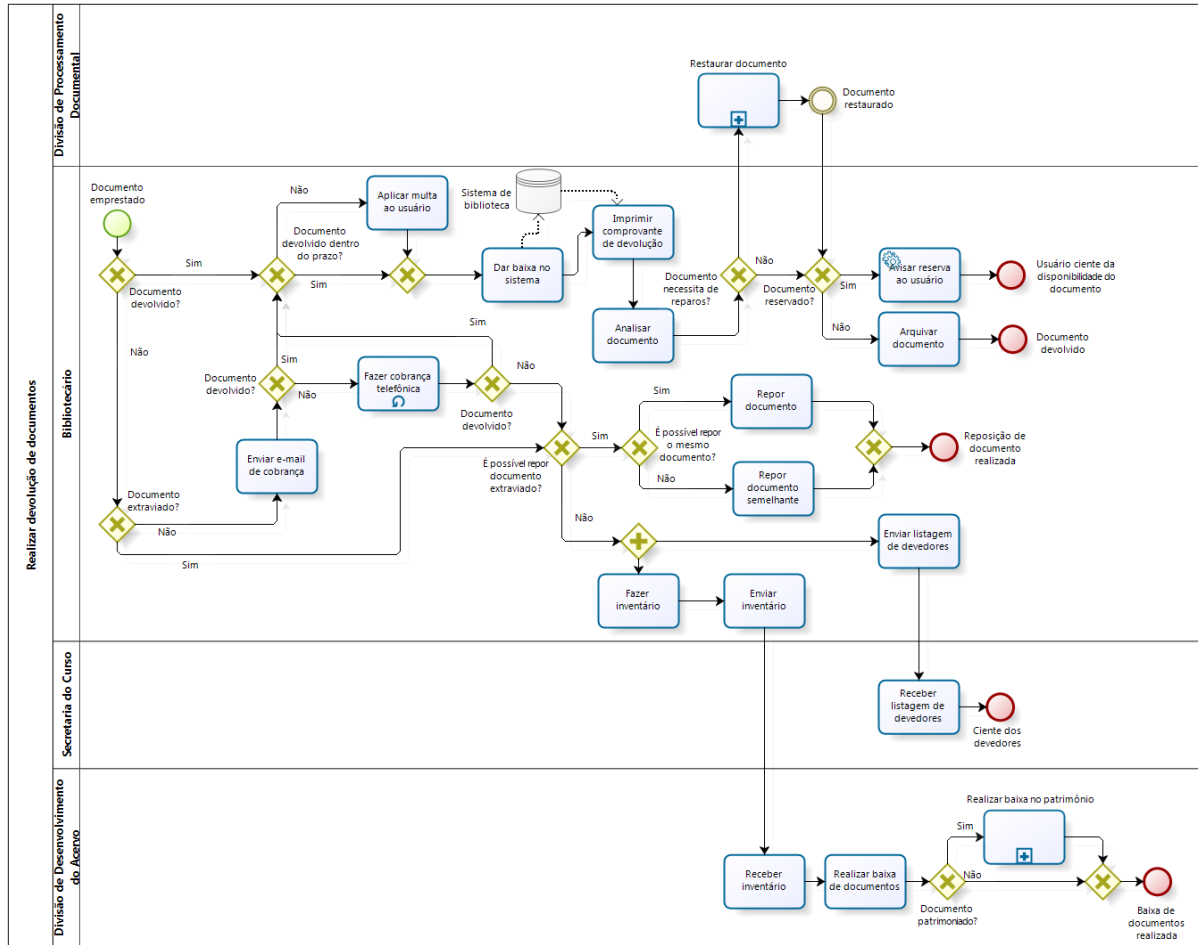 Realizar devolução de documentos
Divisão de Processamento
Documental
Restaurar documento
Documento
restaurado
Bibliotecário
Documento
emprestado
Documento
devolvido?
Sim
Não
Não
Aplicar multa
ao usuário
Documento
devolvido dentro
do prazo?
Sim
Sistema de
biblioteca
Dar baixa no
sistema
Imprimir
comprovante
de devolução
Analisar
documento
Documento
necessita de
reparos?
Não
Documento
reservado?
Sim
Avisar reserva
ao usuário
Usuário ciente da
disponibilidade do
documento
Não
Arquivar
documento
Documento
devolvido
Sim
Sim
Documento
devolvido?
Não
Fazer cobrança
telefônica
Não
Documento
devolvido?
Enviar e-mail
de cobrança
Documento
extraviado?
Não
Sim
É possível repor
documento
extraviado?
Sim
Sim
É possível repor
o mesmo
documento?
Não
Repor
documento
Repor
documento
semelhante
Reposição de
documento
realizada
Não
Enviar listagem
de devedores
Fazer
inventário
Enviar
inventário
Secretaria do Curso
Receber
listagem de
devedores
Ciente dos
devedores
Divisão de Desenvolvimento
do Acervo
Receber
inventário
Realizar baixa
de documentos
Documento
patrimoniado?
Sim
Não
Realizar baixa no patrimônio
Baixa de
documentos
realizada